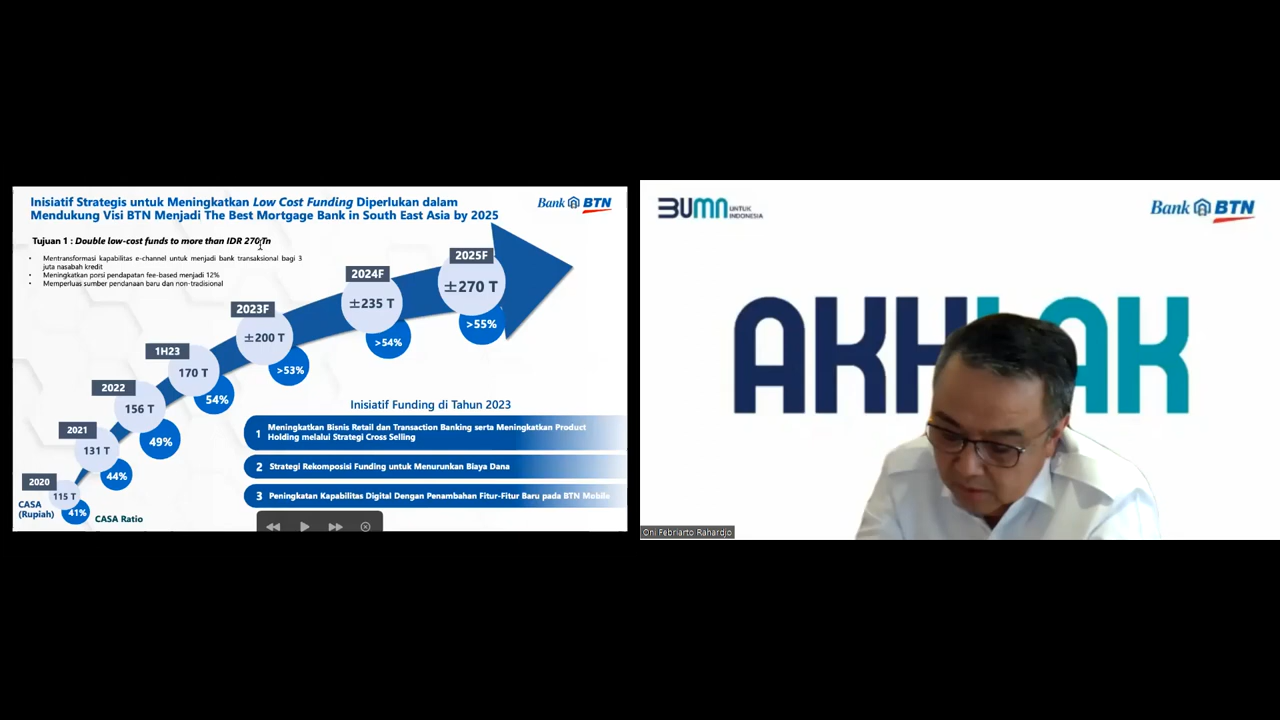 Inisiatif Strategis untuk Meningkatkan Low Cost Funding Diperlukan dalam
Mendukung Visi BTN Menjadi The Best Mortgage Bank in South East Asia by 2025
Bank BTN
Tujuan 1 : Double low-cost funds to more than IDR 270 Tn
• Mentransformasi kapabilitas e-channel untuk menjadi bank transaksional bagi 3
juta nasabah kredit
• Meningkatkan porsi pendapatan fee-based menjadi 12%
• Memperluas sumber pendanaan baru dan non-tradisional
2025F
±270 T
>55%
2024F
±235 T
>54%
2023F
±200 T
>53%
1H23
170 T
54%
2022
156 T
49%
2021
131 T
44%
2020
115 T
41%
CASA
(Rupiah)
CASA Ratio
Inisiatif Funding di Tahun 2023
1 Meningkatkan Bisnis Retail dan Transaction Banking serta Meningkatkan Product
Holding melalui Strategi Cross Selling
2 Strategi Rekomposisi Funding untuk Menurunkan Biaya Dana
3 Peningkatan Kapabilitas Digital Dengan Penambahan Fitur-Fitur Baru pada BTN Mobile
BUMN UNTUK
INDONESIA
Bank BTN
AKHLAK
Oni Febriarto Rahardjo